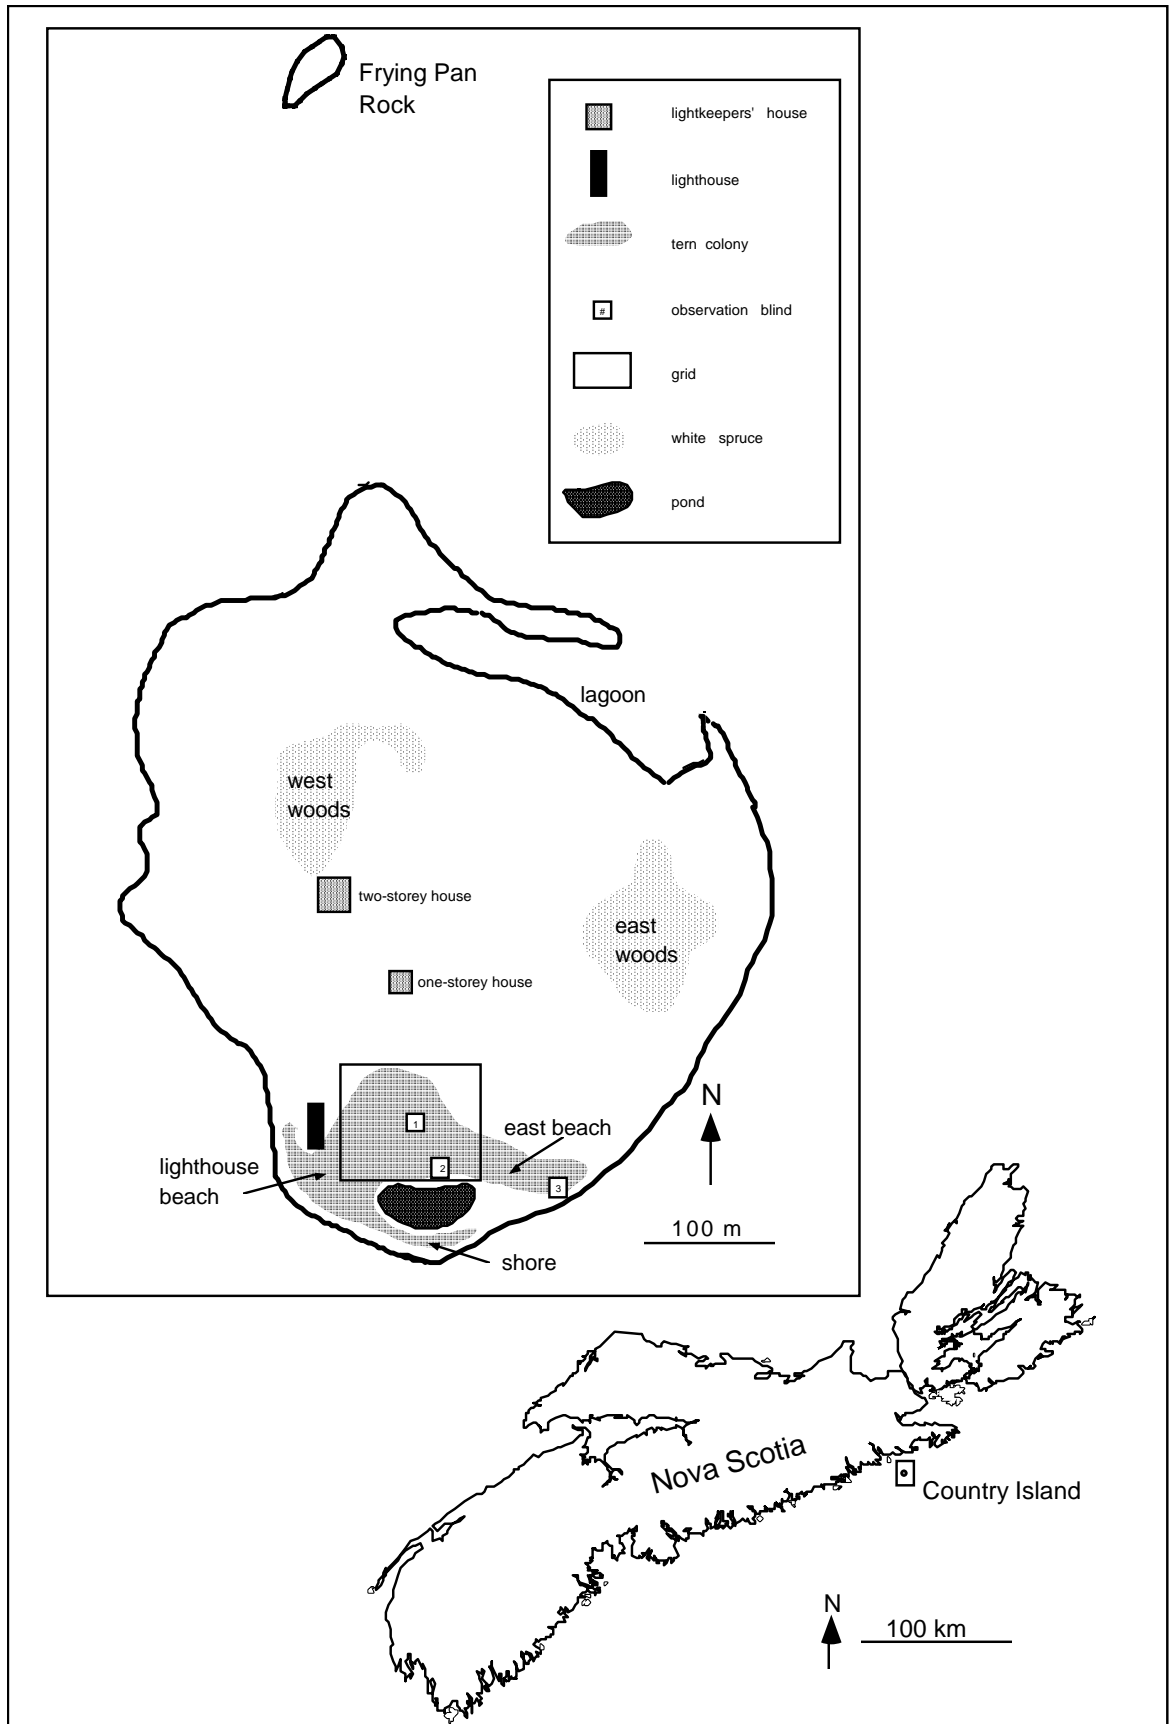 Frying Pan
Rock
lightkeepers' house
lighthouse
tern colony
#
observation blind
grid
white spruce
pond
lagoon
west
woods
two-storey house
east
woods
one-storey house
1
N
east beach
lighthouse
beach
2
3
100 m
shore
Nova Scotia
Country Island
N
100 km